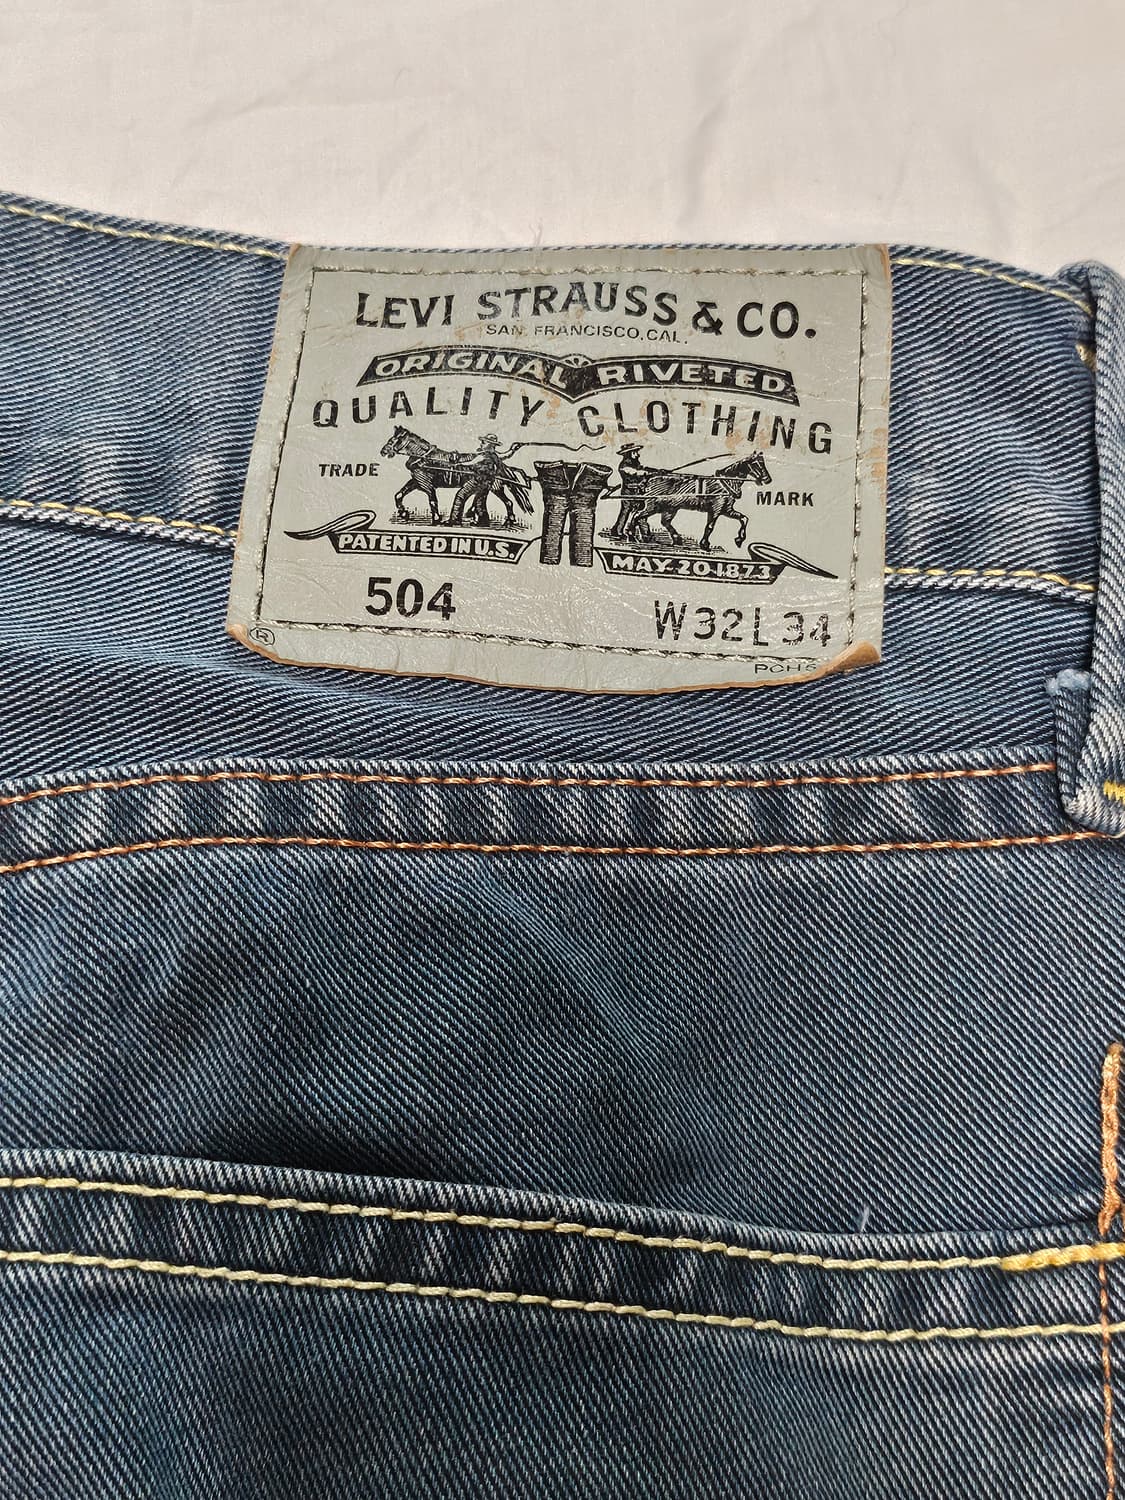 LEVI STRAUSS & CO.
SAN FRANCISCO, CAL.
ORIGINAL RIVETED
QUALITY CLOTHING
TRADE MARK
PATENTED IN U.S. MAY 20 1873
504 W32 L34
®